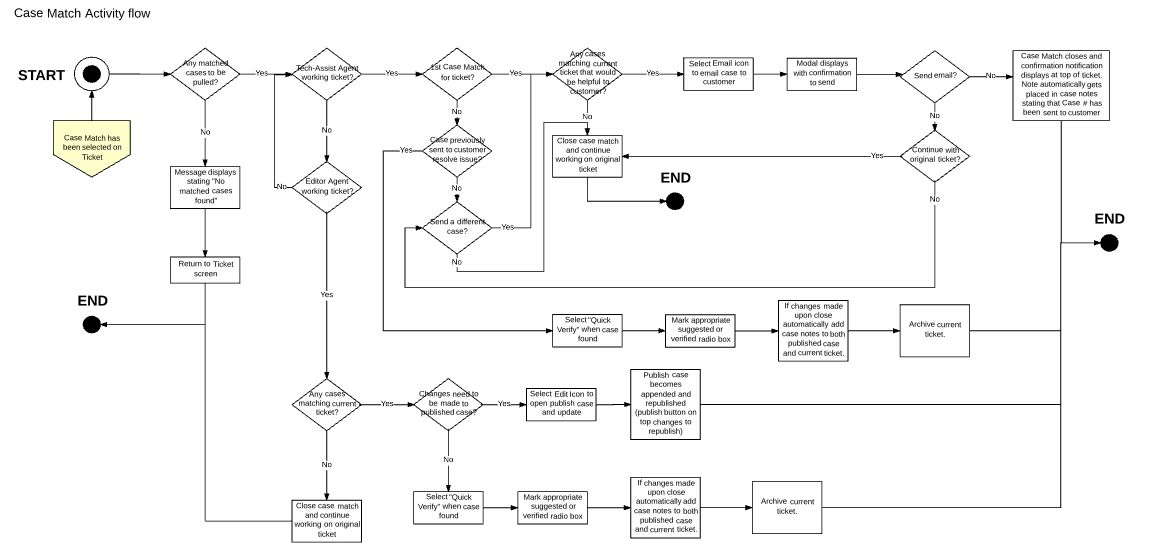 Case Match Activity flow
START
Case Match has
been selected on
Ticket
Any matched
cases to be
pulled?
Yes
No
Message displays
stating "No
matched cases
found"
Return to Ticket
screen
END
Tech-Assist Agent
working ticket?
Yes
No
Editor Agent
working ticket?
No
Yes
1st Case Match
for ticket?
Yes
No
Case previously
sent to customer
resolve issue?
Yes
No
Send a different
case?
Yes
No
Any cases
matching current
ticket that would
be helpful to
customer?
Yes
No
Close case match
and continue
working on original
ticket
END
Select Email icon
to email case to
customer
Modal displays
with confirmation
to send
Send email?
No
No
Continue with
original ticket?
Yes
No
Case Match closes and
confirmation notification
displays at top of ticket.
Note automatically gets
placed in case notes
stating that Case # has
been sent to customer
END
Select "Quick
Verify" when case
found
Mark appropriate
suggested or
verified radio box
If changes made
upon close
automatically add
case notes to both
published case
and current ticket.
Archive current
ticket.
Any cases
matching current
ticket?
Yes
No
Changes need to
be made to
published case?
Yes
No
Select Edit Icon to
open publish case
and update
Publish case
becomes
appended and
republished
(publish button on
top changes to
republish)
Close case match
and continue
working on original
ticket
Select "Quick
Verify" when case
found
Mark appropriate
suggested or
verified radio box
If changes made
upon close
automatically add
case notes to both
published case
and current ticket.
Archive current
ticket.